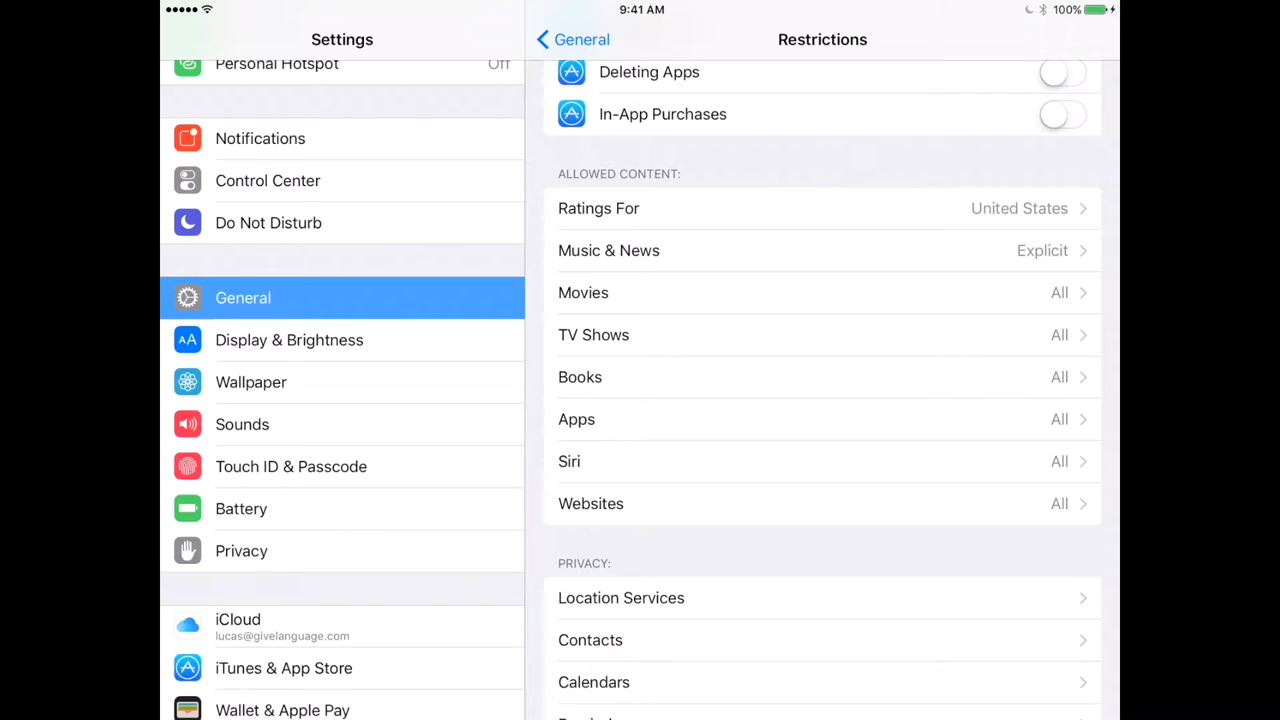 9:41 AM
100%
Settings
General
Restrictions
Personal Hotspot
Off
Notifications
Control Center
Do Not Disturb
General
AA Display & Brightness
Wallpaper
Sounds
Touch ID & Passcode
Battery
Privacy
iCloud
lucas@givelanguage.com
iTunes & App Store
Wallet & Apple Pay
Deleting Apps
In-App Purchases
ALLOWED CONTENT:
Ratings For United States
Music & News Explicit
Movies All
TV Shows All
Books All
Apps All
Siri All
Websites All
PRIVACY:
Location Services
Contacts
Calendars